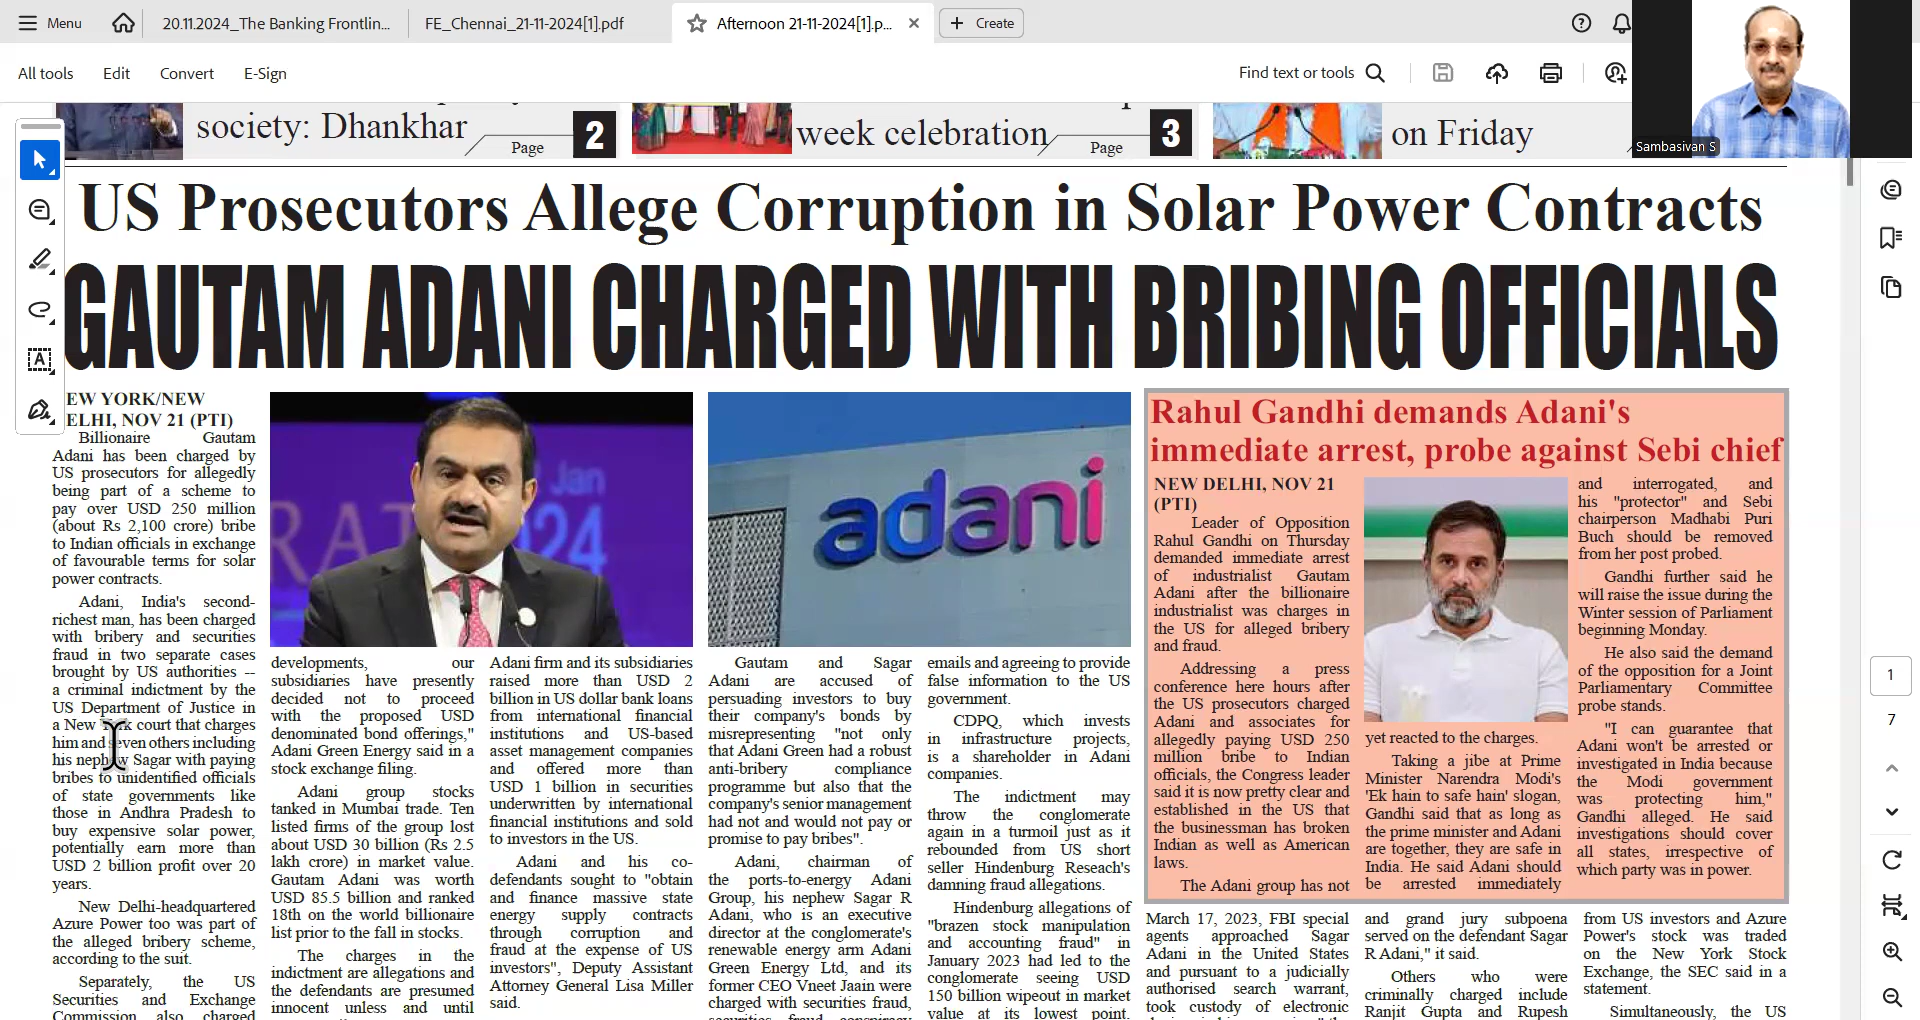 Menu
20.11.2024_The Banking Frontlin...
FE_Chennai_21-11-2024[1].pdf
Afternoon 21-11-2024[1].p...
Create
All tools
Edit
Convert
E-Sign
Find text or tools
Sambasivan S
society: Dhankhar
Page
2
week celebration
Page
3
on Friday
US Prosecutors Allege Corruption in Solar Power Contracts
GAUTAM ADANI CHARGED WITH BRIBING OFFICIALS
EW YORK/NEW
ELHI, NOV 21 (PTI)
Billionaire Gautam
Adani has been charged by
US prosecutors for allegedly
being part of a scheme to
pay over USD 250 million
(about Rs 2,100 crore) bribe
to Indian officials in exchange
of favourable terms for solar
power contracts.
Adani, India's second-
richest man, has been charged
with bribery and securities
fraud in two separate cases
brought by US authorities --
a criminal indictment by the
US Department of Justice in
a New York court that charges
him and seven others including
his nephew Sagar with paying
bribes to unidentified officials
of state governments like
those in Andhra Pradesh to
buy expensive solar power,
potentially earn more than
USD 2 billion profit over 20
years.
New Delhi-headquartered
Azure Power too was part of
the alleged bribery scheme,
according to the suit.
Separately, the US
Securities and Exchange
Commission also charged
Jan
24
developments, our
subsidiaries have presently
decided not to proceed
with the proposed USD
denominated bond offerings,"
Adani Green Energy said in a
stock exchange filing.
Adani group stocks
tanked in Mumbai trade. Ten
listed firms of the group lost
about USD 30 billion (Rs 2.5
lakh crore) in market value.
Gautam Adani was worth
USD 85.5 billion and ranked
18th on the world billionaire
list prior to the fall in stocks.
The charges in the
indictment are allegations and
the defendants are presumed
innocent unless and until
Adani firm and its subsidiaries
raised more than USD 2
billion in US dollar bank loans
from international financial
institutions and US-based
asset management companies
and offered more than
USD 1 billion in securities
underwritten by international
financial institutions and sold
to investors in the US.
Adani and his co-
defendants sought to "obtain
and finance massive state
energy supply contracts
through corruption and
fraud at the expense of US
investors", Deputy Assistant
Attorney General Lisa Miller
said.
adani
Gautam and Sagar
Adani are accused of
persuading investors to buy
their company's bonds by
misrepresenting "not only
that Adani Green had a robust
anti-bribery compliance
programme but also that the
company's senior management
had not and would not pay or
promise to pay bribes".
Adani, chairman of
the ports-to-energy Adani
Group, his nephew Sagar R
Adani, who is an executive
director at the conglomerate's
renewable energy arm Adani
Green Energy Ltd, and its
former CEO Vneet Jaain were
charged with securities fraud,
securities fraud conspiracy
emails and agreeing to provide
false information to the US
government.
CDPQ, which invests
in infrastructure projects,
is a shareholder in Adani
companies.
The indictment may
throw the conglomerate
again in a turmoil just as it
rebounded from US short
seller Hindenburg Reseach's
damning fraud allegations.
Hindenburg allegations of
"brazen stock manipulation
and accounting fraud" in
January 2023 had led to the
conglomerate seeing USD
150 billion wipeout in market
value at its lowest point.
Rahul Gandhi demands Adani's
immediate arrest, probe against Sebi chief
NEW DELHI, NOV 21
(PTI)
Leader of Opposition
Rahul Gandhi on Thursday
demanded immediate arrest
of industrialist Gautam
Adani after the billionaire
industrialist was charges in
the US for alleged bribery
and fraud.
Addressing a press
conference here hours after
the US prosecutors charged
Adani and associates for
allegedly paying USD 250
million bribe to Indian
officials, the Congress leader
said it is now pretty clear and
established in the US that
the businessman has broken
Indian as well as American
laws.
The Adani group has not
yet reacted to the charges.
Taking a jibe at Prime
Minister Narendra Modi's
'Ek hain to safe hain' slogan,
Gandhi said that as long as
the prime minister and Adani
are together, they are safe in
India. He said Adani should
be arrested immediately
and interrogated, and
his "protector" and Sebi
chairperson Madhabi Puri
Buch should be removed
from her post probed.
Gandhi further said he
will raise the issue during the
Winter session of Parliament
beginning Monday.
He also said the demand
of the opposition for a Joint
Parliamentary Committee
probe stands.
"I can guarantee that
Adani won't be arrested or
investigated in India because
the Modi government
was protecting him,"
Gandhi alleged. He said
investigations should cover
all states, irrespective of
which party was in power.
March 17, 2023, FBI special
agents approached Sagar
Adani in the United States
and pursuant to a judicially
authorised search warrant,
took custody of electronic
and grand jury subpoena
served on the defendant Sagar
R Adani," it said.
Others who were
criminally charged include
Ranjit Gupta and Rupesh
from US investors and Azure
Power's stock was traded
on the New York Stock
Exchange, the SEC said in a
statement.
Simultaneously, the US
1
7